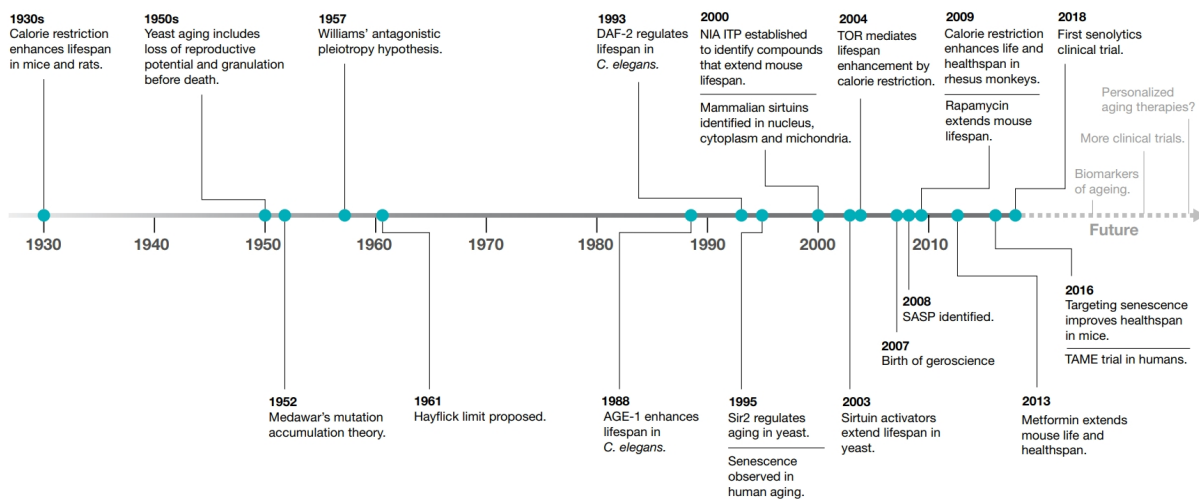 1930s
Calorie restriction
enhances lifespan
in mice and rats.
1950s
Yeast aging includes
loss of reproductive
potential and granulation
before death.
1957
Williams' antagonistic
pleiotropy hypothesis.
1993
DAF-2 regulates
lifespan in
C. elegans.
2000
NIA ITP established
to identify compounds
that extend mouse
lifespan.
Mammalian sirtuins
identified in nucleus,
cytoplasm and michondria.
2004
TOR mediates
lifespan
enhancement by
calorie restriction.
2009
Calorie restriction
enhances life and
healthspan in
rhesus monkeys.
Rapamycin
extends mouse
lifespan.
2018
First senolytics
clinical trial.
Personalized
aging therapies?
More clinical trials.
Biomarkers
of ageing.
1930
1940
1950
1960
1970
1980
1990
2000
2010
Future
1952
Medawar's mutation
accumulation theory.
1961
Hayflick limit proposed.
1988
AGE-1 enhances
lifespan in
C. elegans.
1995
Sir2 regulates
aging in yeast.
Senescence
observed in
human aging.
2003
Sirtuin activators
extend lifespan in
yeast.
2007
Birth of geroscience
2008
SASP identified.
2013
Metformin extends
mouse life and
healthspan.
2016
Targeting senescence
improves healthspan
in mice.
TAME trial in humans.